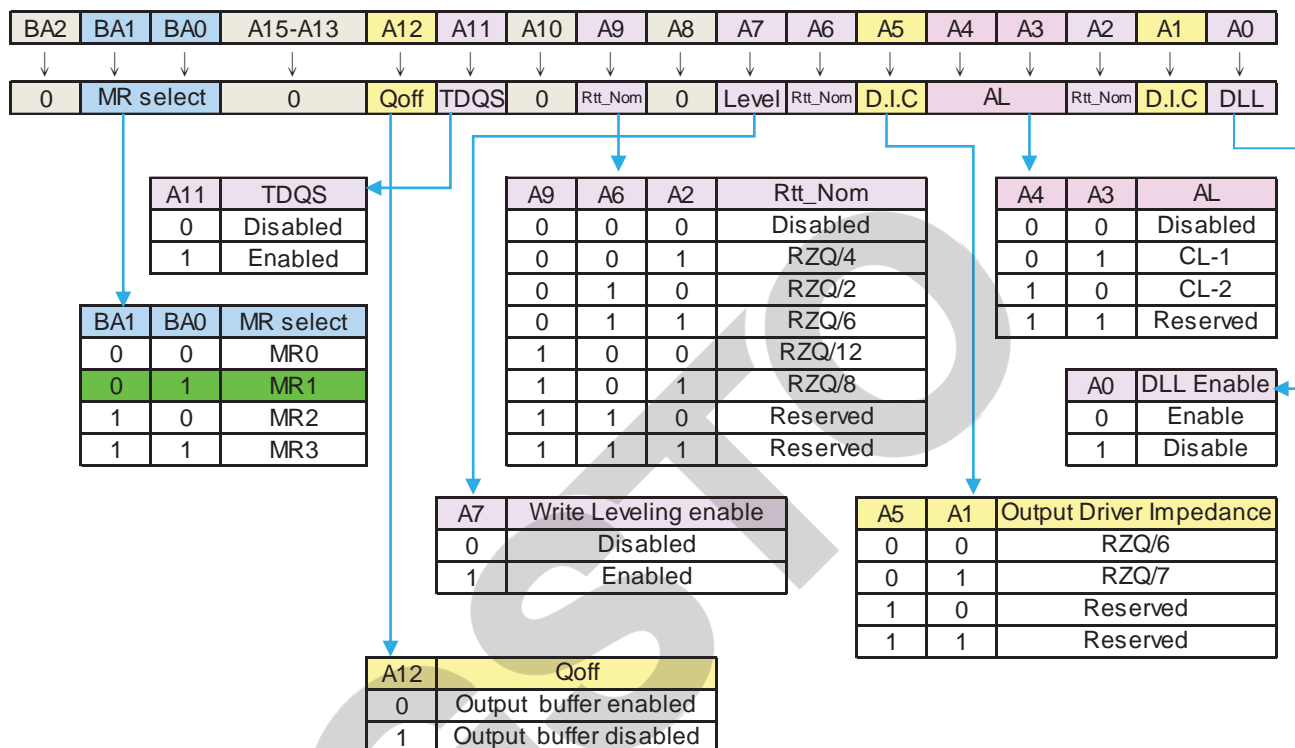 BA2 BA1 BA0 A15-A13 A12 A11 A10 A9 A8 A7 A6 A5 A4 A3 A2 A1 A0
0 MR select 0 Qoff TDQS 0 Rtt_Nom 0 Level Rtt_Nom D.I.C AL Rtt_Nom D.I.C DLL
A11 TDQS
0 Disabled
1 Enabled
BA1 BA0 MR select
0 0 MR0
0 1 MR1
1 0 MR2
1 1 MR3
A9 A6 A2 Rtt_Nom
0 0 0 Disabled
0 0 1 RZQ/4
0 1 0 RZQ/2
0 1 1 RZQ/6
1 0 0 RZQ/12
1 0 1 RZQ/8
1 1 0 Reserved
1 1 1 Reserved
A4 A3 AL
0 0 Disabled
0 1 CL-1
1 0 CL-2
1 1 Reserved
A0 DLL Enable
0 Enable
1 Disable
A7 Write Leveling enable
0 Disabled
1 Enabled
A5 A1 Output Driver Impedance
0 0 RZQ/6
0 1 RZQ/7
1 0 Reserved
1 1 Reserved
A12 Qoff
0 Output buffer enabled
1 Output buffer disabled